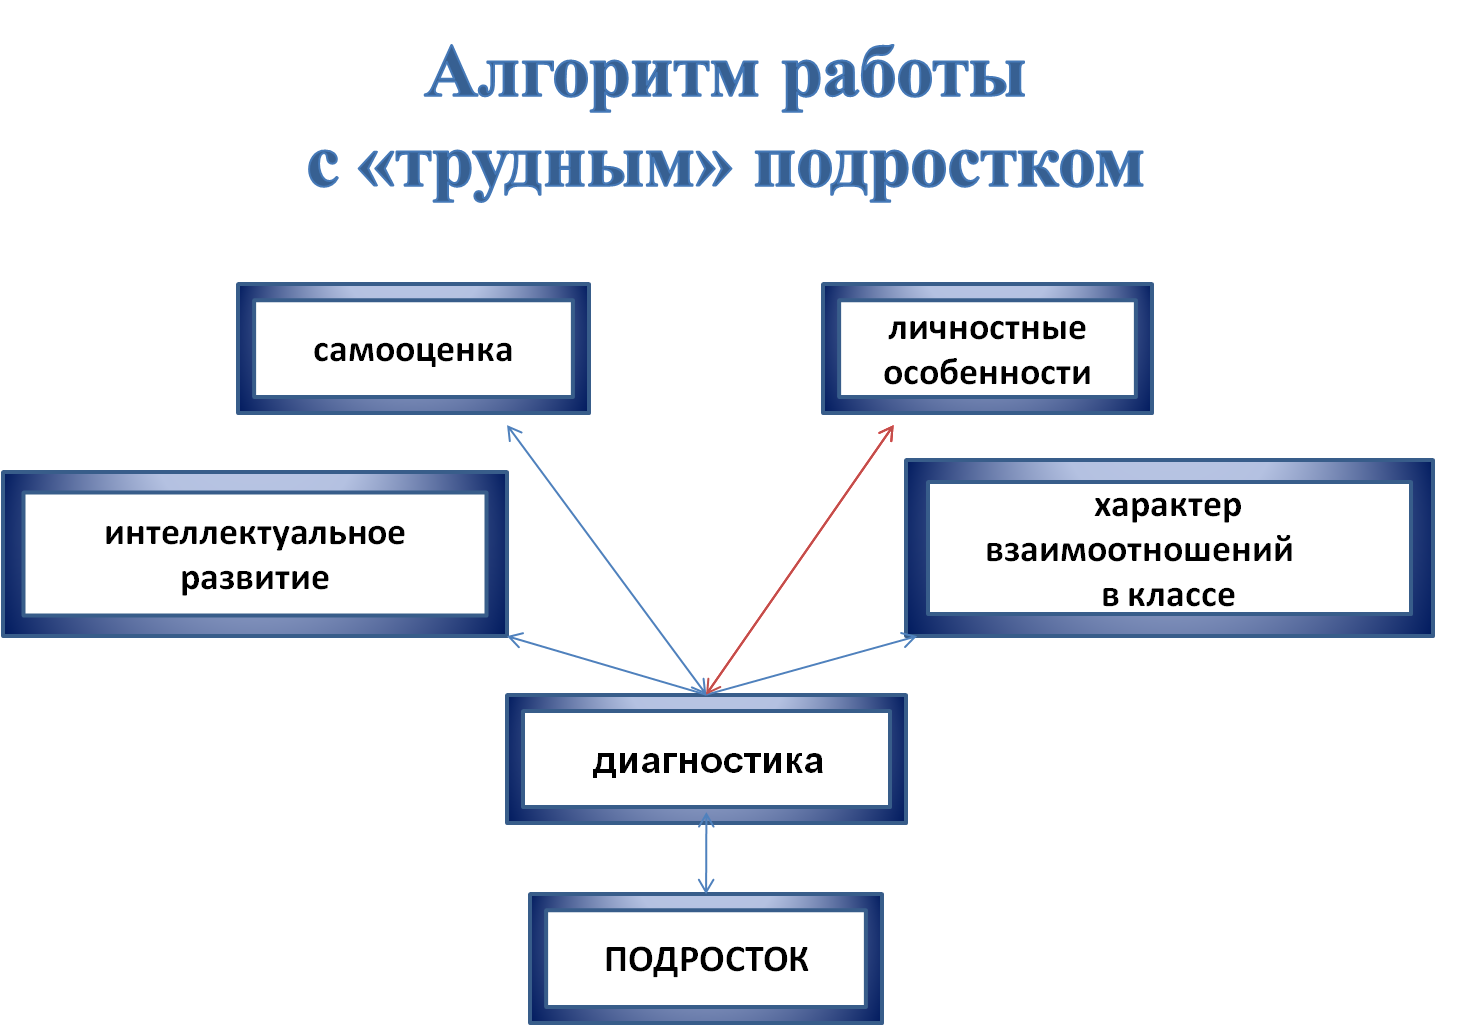 Алгоритм работы
с «трудным» подростком
самооценка
личностные
особенности
интеллектуальное
развитие
характер
взаимоотношений
в классе
диагностика
ПОДРОСТОК